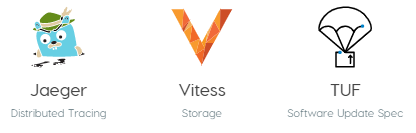 Jaeger
Vitess
TUF
Distributed Tracing
Storage
Software Update Spec